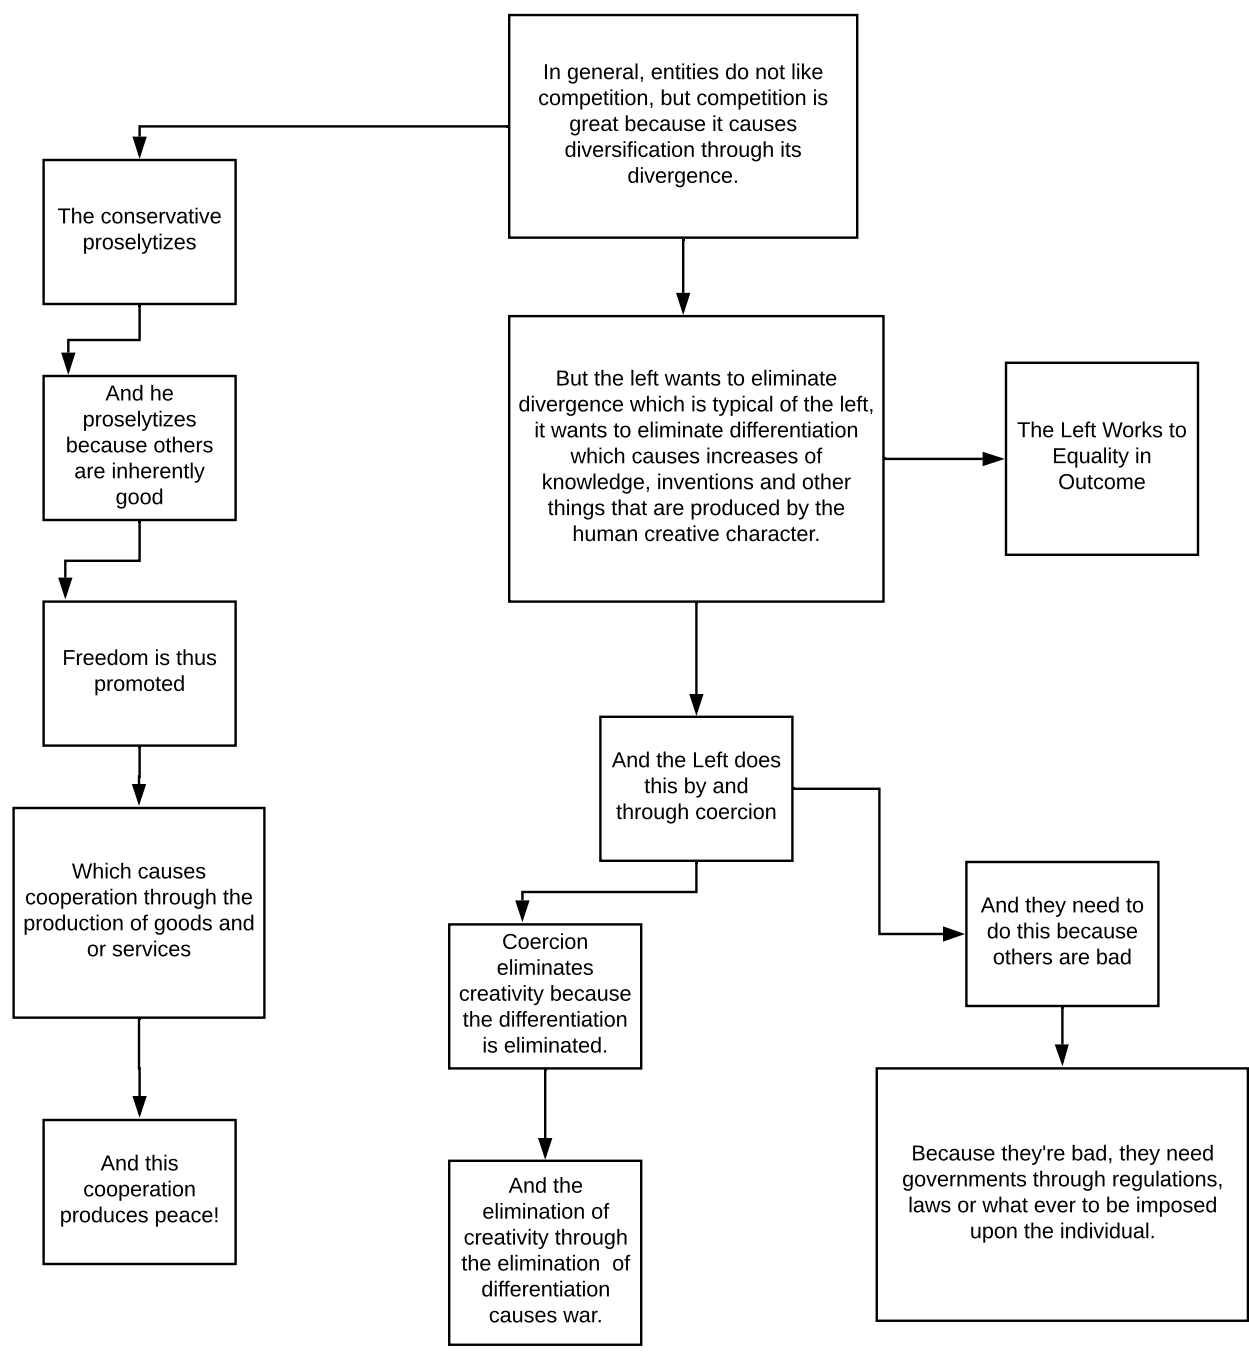 In general, entities do not like
competition, but competition is
great because it causes
diversification through its
divergence.
The conservative
proselytizes
And he
proselytizes
because others
are inherently
good
Freedom is thus
promoted
Which causes
cooperation through the
production of goods and
or services
And this
cooperation
produces peace!
But the left wants to eliminate
divergence which is typical of the left,
it wants to eliminate differentiation
which causes increases of
knowledge, inventions and other
things that are produced by the
human creative character.
The Left Works to
Equality in
Outcome
And the Left does
this by and
through coercion
Coercion
eliminates
creativity because
the differentiation
is eliminated.
And the
elimination of
creativity through
the elimination  of
differentiation
causes war.
And they need to
do this because
others are bad
Because they're bad, they need
governments through regulations,
laws or what ever to be imposed
upon the individual.